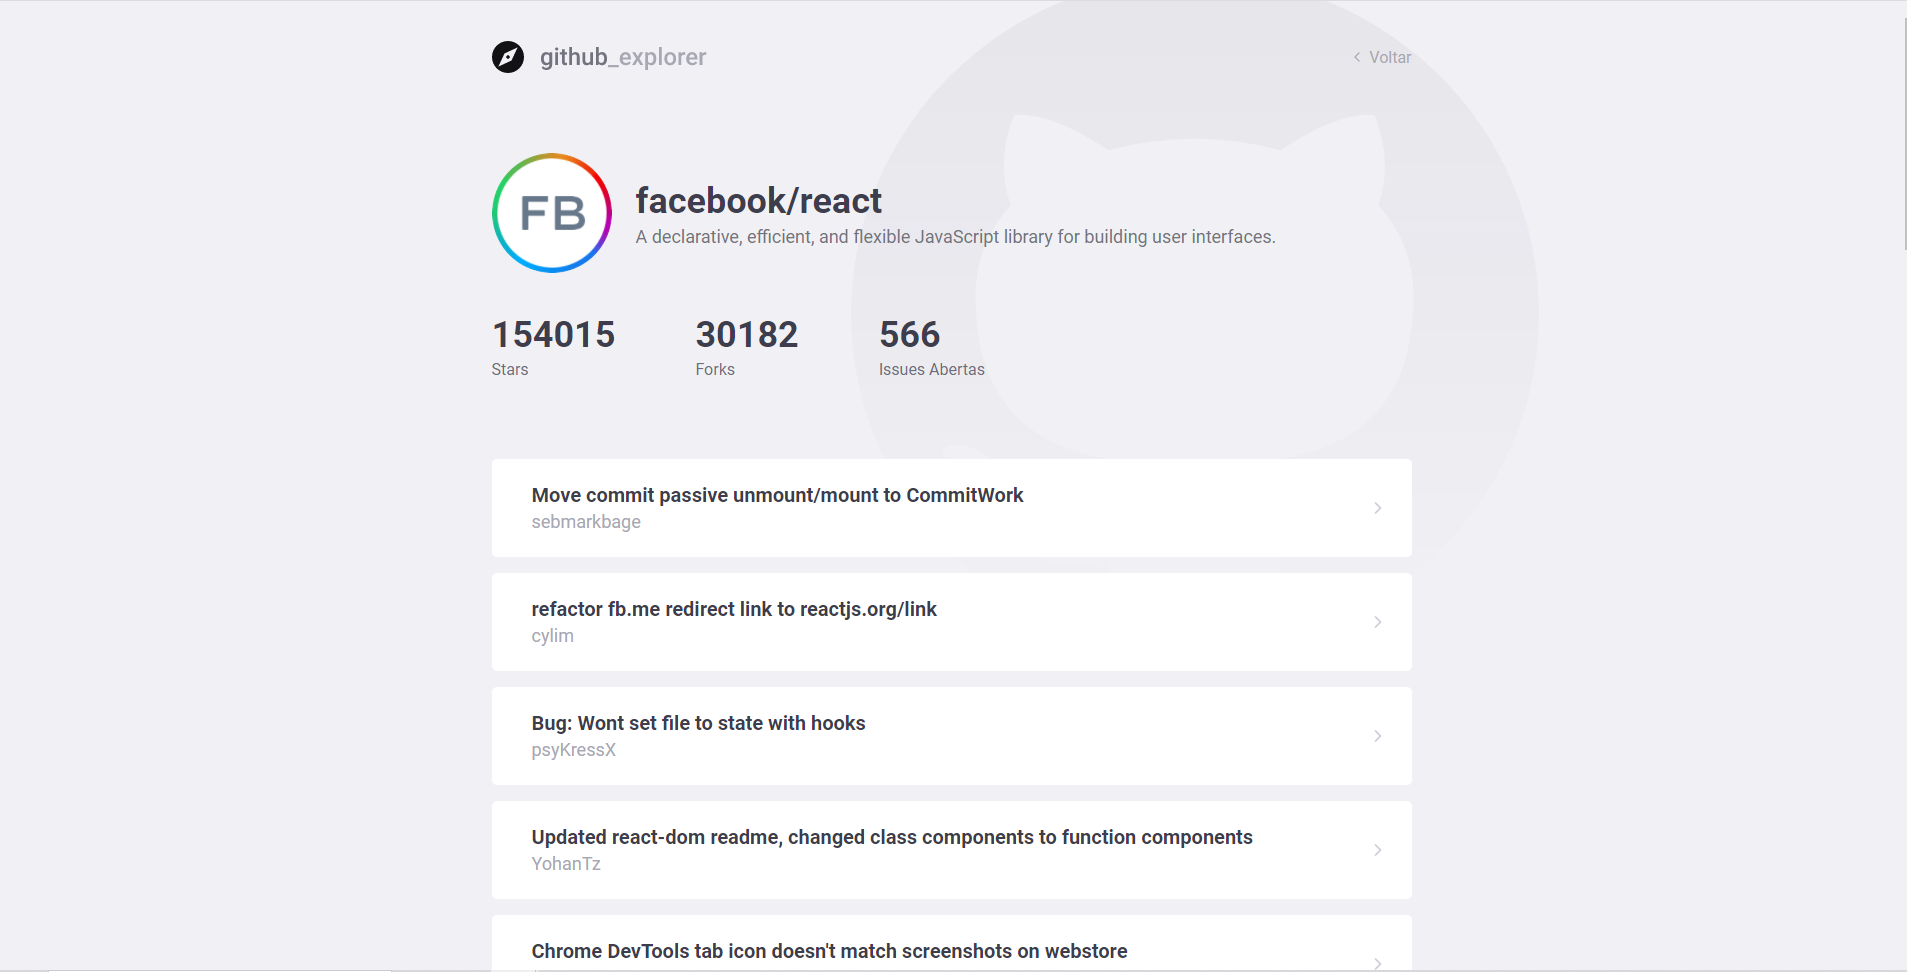 github_explorer
Voltar
FB
facebook/react
A declarative, efficient, and flexible JavaScript library for building user interfaces.
154015
Stars
30182
Forks
566
Issues Abertas
Move commit passive unmount/mount to CommitWork
sebmarkbage
refactor fb.me redirect link to reactjs.org/link
cylim
Bug: Wont set file to state with hooks
psyKressX
Updated react-dom readme, changed class components to function components
YohanTz
Chrome DevTools tab icon doesn't match screenshots on webstore